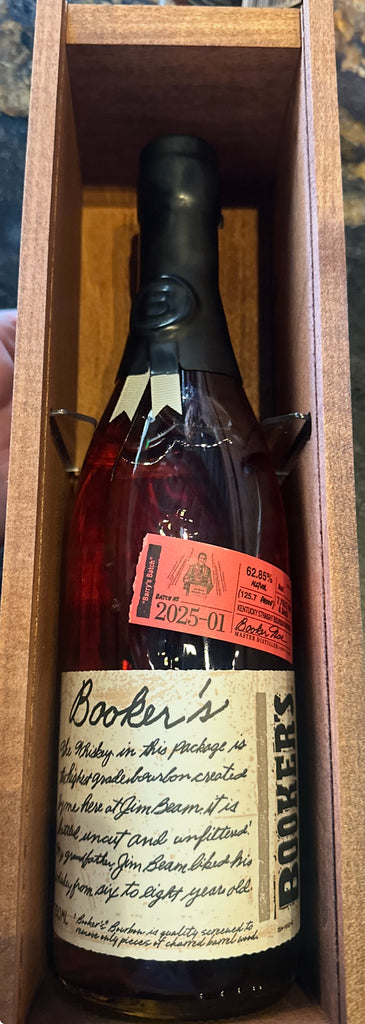 B
"Barry's Batch"
BATCH Nº
2025-01
62.85%
(125.7 PROOF)
KENTUCKY STRAIGHT BOURBON
Booker Noe
MASTER DISTILLER
Booker's
The Whiskey in this package is
the highest grade bourbon created
by me here at Jim Beam. It is
bottled uncut and unfiltered!
My grandfather, Jim Beam liked his
whiskey from six to eight years old
750ML
"Booker's" Bourbon is quality screened to
remove only pieces of charred barrel wood.
BOOKER'S